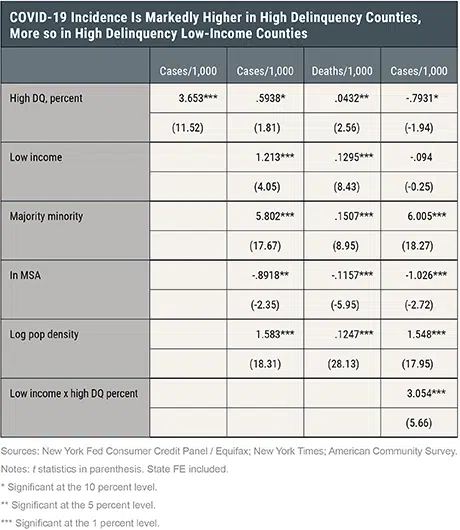 COVID-19 Incidence Is Markedly Higher in High Delinquency Counties,
More so in High Delinquency Low-Income Counties
Cases/1,000 Cases/1,000 Deaths/1,000 Cases/1,000
High DQ, percent 3.653*** .5938* .0432** -.7931*
(11.52) (1.81) (2.56) (-1.94)
Low income 1.213*** .1295*** -.094
(4.05) (8.43) (-0.25)
Majority minority 5.802*** .1507*** 6.005***
(17.67) (8.95) (18.27)
In MSA -.8918** -.1157*** -1.026***
(-2.35) (-5.95) (-2.72)
Log pop density 1.583*** .1247*** 1.548***
(18.31) (28.13) (17.95)
Low income x high DQ percent 3.054***
(5.66)
Sources: New York Fed Consumer Credit Panel / Equifax; New York Times; American Community Survey.
Notes: t statistics in parenthesis. State FE included.
* Significant at the 10 percent level.
** Significant at the 5 percent level.
*** Significant at the 1 percent level.